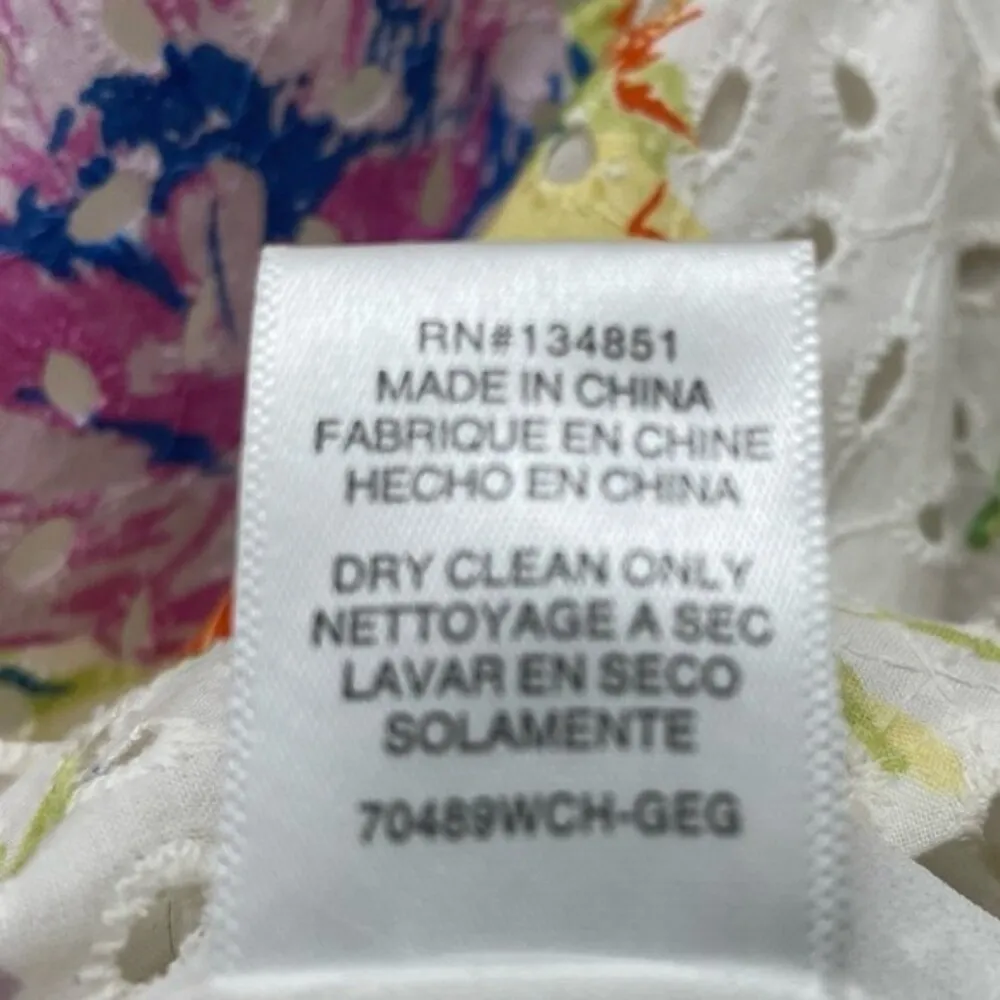 RN#134851
MADE IN CHINA
FABRIQUE EN CHINE
HECHO EN CHINA
DRY CLEAN ONLY
NETTOYAGE A SEC
LAVAR EN SECO
SOLAMENTE
70489WCH-GEG